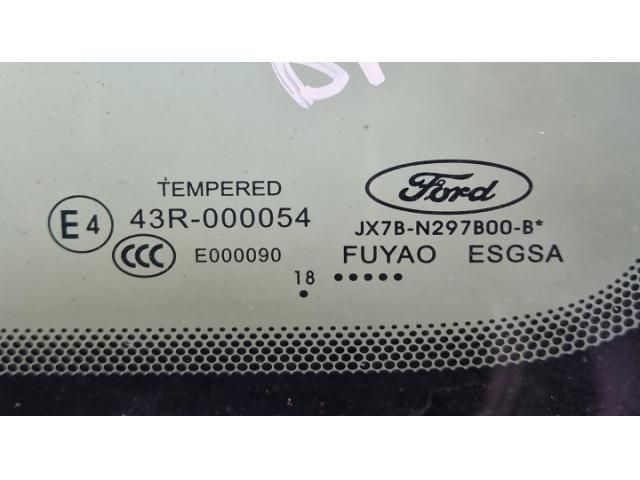 TEMPERED
E4 43R-000054
CCC E000090
18 •••••
•
Ford
JX7B-N297B00-B*
FUYAO ESGSA